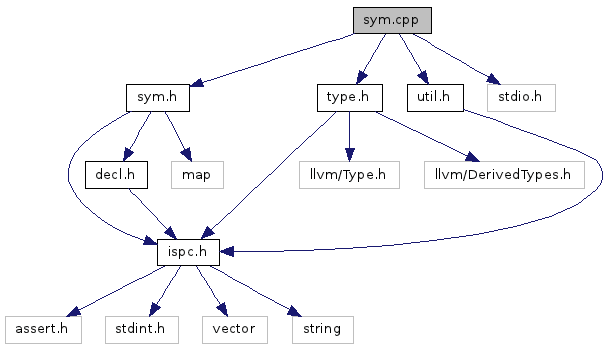 sym.cpp
sym.h
type.h
util.h
stdio.h
decl.h
map
llvm/Type.h
llvm/DerivedTypes.h
ispc.h
assert.h
stdint.h
vector
string